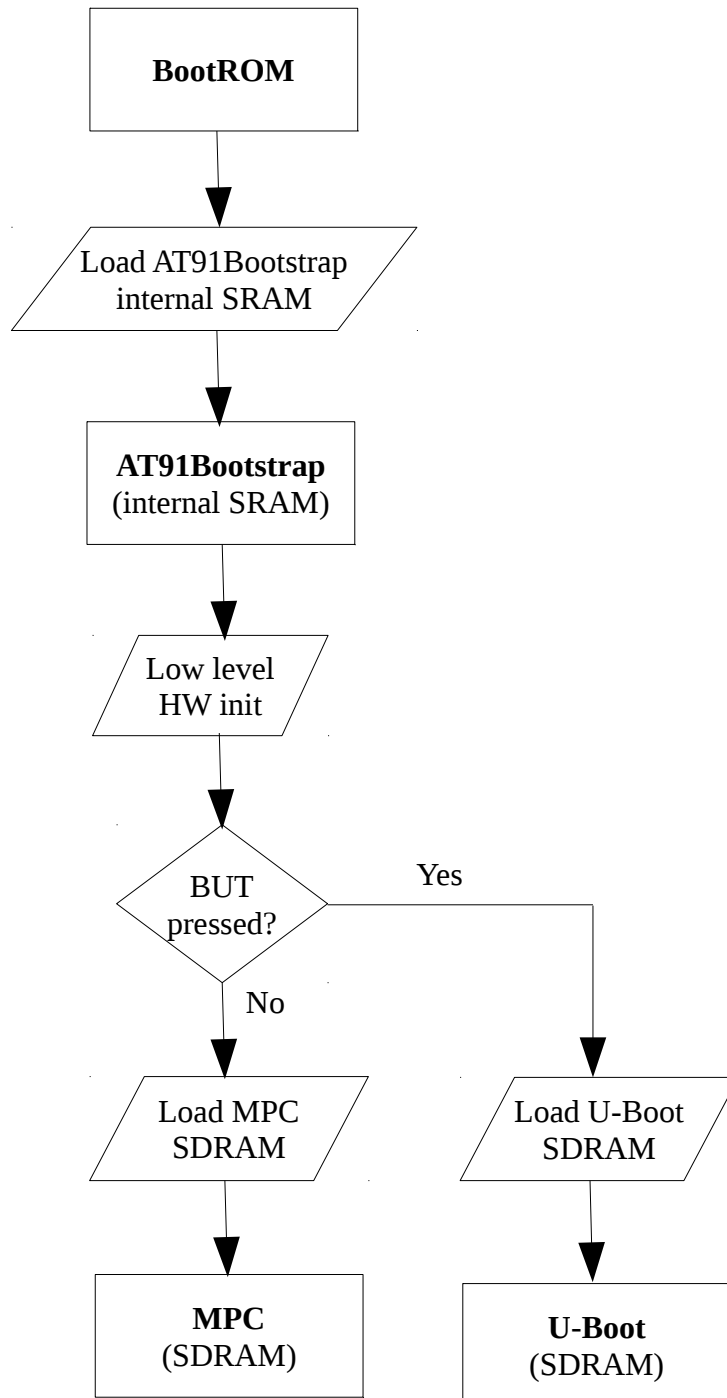 BootROM
Load AT91Bootstrap
internal SRAM
AT91Bootstrap
(internal SRAM)
Low level
HW init
BUT
pressed?
Yes
No
Load MPC
SDRAM
Load U-Boot
SDRAM
MPC
(SDRAM)
U-Boot
(SDRAM)